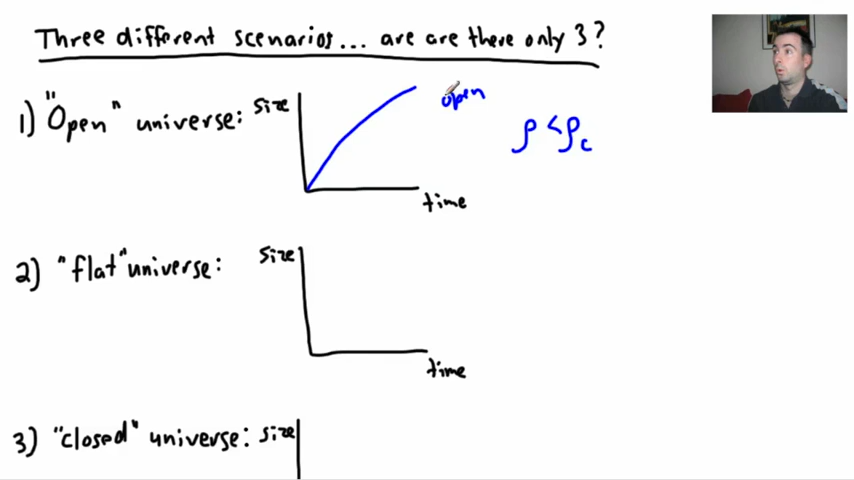 Three different scenarios... are are there only 3?
1) "Open" universe: size open
ρ < ρc
time
2) "flat" universe: size
time
3) "closed" universe: size